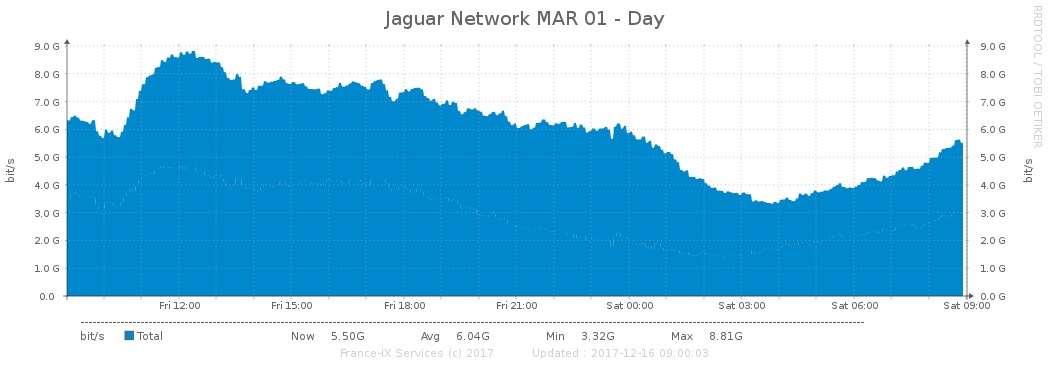 Jaguar Network MAR 01 - Day
RRDTOOL / TOBI OETIKER
9.0 G 9.0 G
8.0 G 8.0 G
7.0 G 7.0 G
6.0 G 6.0 G
5.0 G 5.0 G
4.0 G 4.0 G
3.0 G 3.0 G
2.0 G 2.0 G
1.0 G 1.0 G
0.0 0.0 G
bit/s
bit/s
Fri 12:00 Fri 15:00 Fri 18:00 Fri 21:00 Sat 00:00 Sat 03:00 Sat 06:00 Sat 09:00
bit/s Total Now 5.50G Avg 6.04G Min 3.32G Max 8.81G
France-IX Services (c) 2017 Updated : 2017-12-16 09:00:03